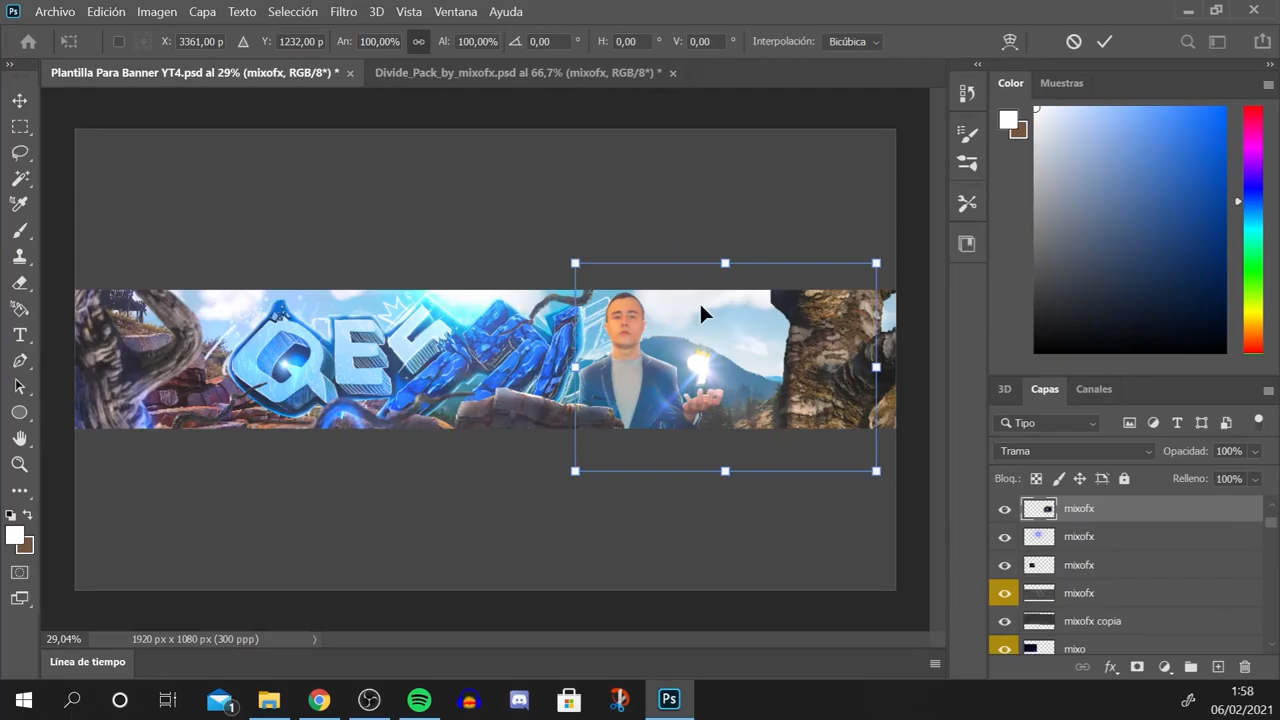 Ps Archivo Edición Imagen Capa Texto Selección Filtro 3D Vista Ventana Ayuda
X: 3361,00 p Y: 1232,00 p An: 100,00% Al: 100,00% 0,00 ° H: 0,00 ° V: 0,00 ° Interpolación: Bicúbica
Plantilla Para Banner YT4.psd al 29% (mixofx, RGB/8*) * Divide_Pack_by_mixofx.psd al 66,7% (mixofx, RGB/8*) *
Color Muestras
3D Capas Canales
Tipo
Trama Opacidad: 100%
Bloq.: Relleno: 100%
mixofx
mixofx
mixofx
mixofx
mixofx copia
mixo
29,04% 1920 px x 1080 px (300 ppp)
Línea de tiempo
fx
1
Ps
1:58
06/02/2021